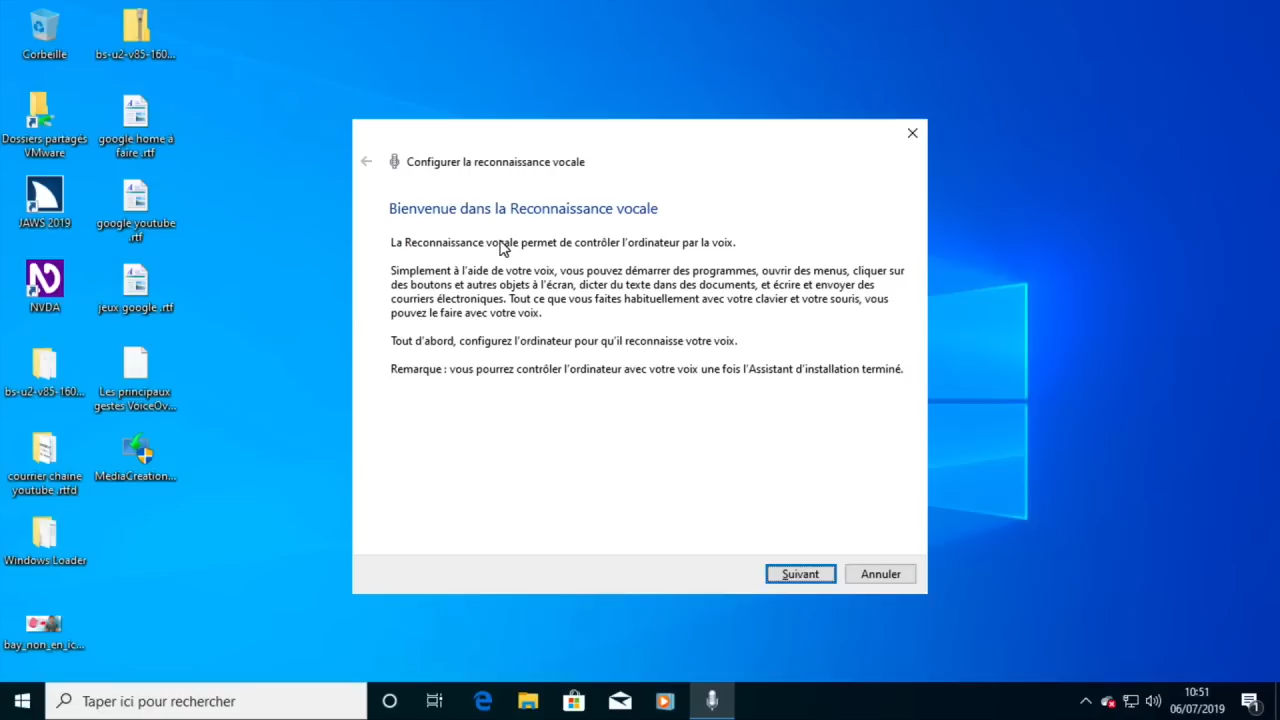 Corbeille
bs-u2-v85-160...
Dossiers partagés
VMware
google home à
faire .rtf
JAWS 2019
google youtube
.rtf
NVDA
jeux google .rtf
bs-u2-v85-160...
Les principaux
gestes VoiceOv...
courrier chaine
youtube .rtfd
MediaCreation...
Windows Loader
bay_non_en_ic...
Configurer la reconnaissance vocale
Bienvenue dans la Reconnaissance vocale
La Reconnaissance vocale permet de contrôler l'ordinateur par la voix.
Simplement à l'aide de votre voix, vous pouvez démarrer des programmes, ouvrir des menus, cliquer sur
des boutons et autres objets à l'écran, dicter du texte dans des documents, et écrire et envoyer des
courriers électroniques. Tout ce que vous faites habituellement avec votre clavier et votre souris, vous
pouvez le faire avec votre voix.
Tout d'abord, configurez l'ordinateur pour qu'il reconnaisse votre voix.
Remarque : vous pourrez contrôler l'ordinateur avec votre voix une fois l'Assistant d'installation terminé.
Suivant
Annuler
Taper ici pour rechercher
10:51
06/07/2019
1